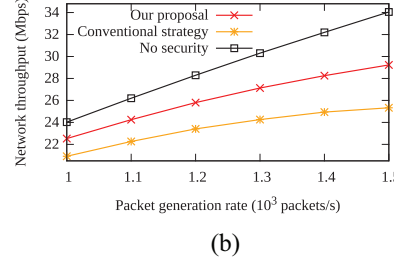 Network throughput (Mbps)
34
32
30
28
26
24
22
Our proposal
Conventional strategy
No security
1 1.1 1.2 1.3 1.4 1.5
Packet generation rate (10³ packets/s)
(b)